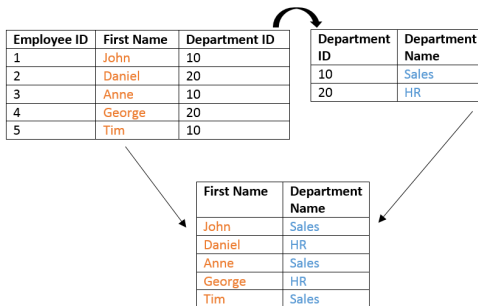 Employee ID First Name Department ID
1 John 10
2 Daniel 20
3 Anne 10
4 George 20
5 Tim 10
Department ID Department Name
10 Sales
20 HR
First Name Department Name
John Sales
Daniel HR
Anne Sales
George HR
Tim Sales